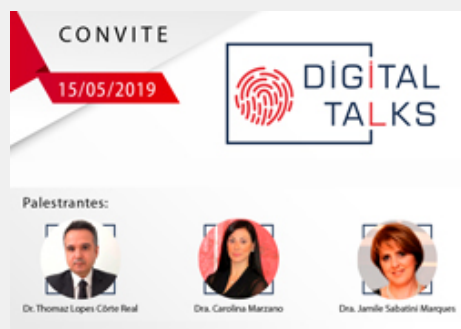 CONVITE
15/05/2019
DIGITAL
TALKS
Palestrantes:
Dr. Thomaz Lopes Côrte Real
Dra. Carolina Marzano
Dra. Jamile Sabatini Marques